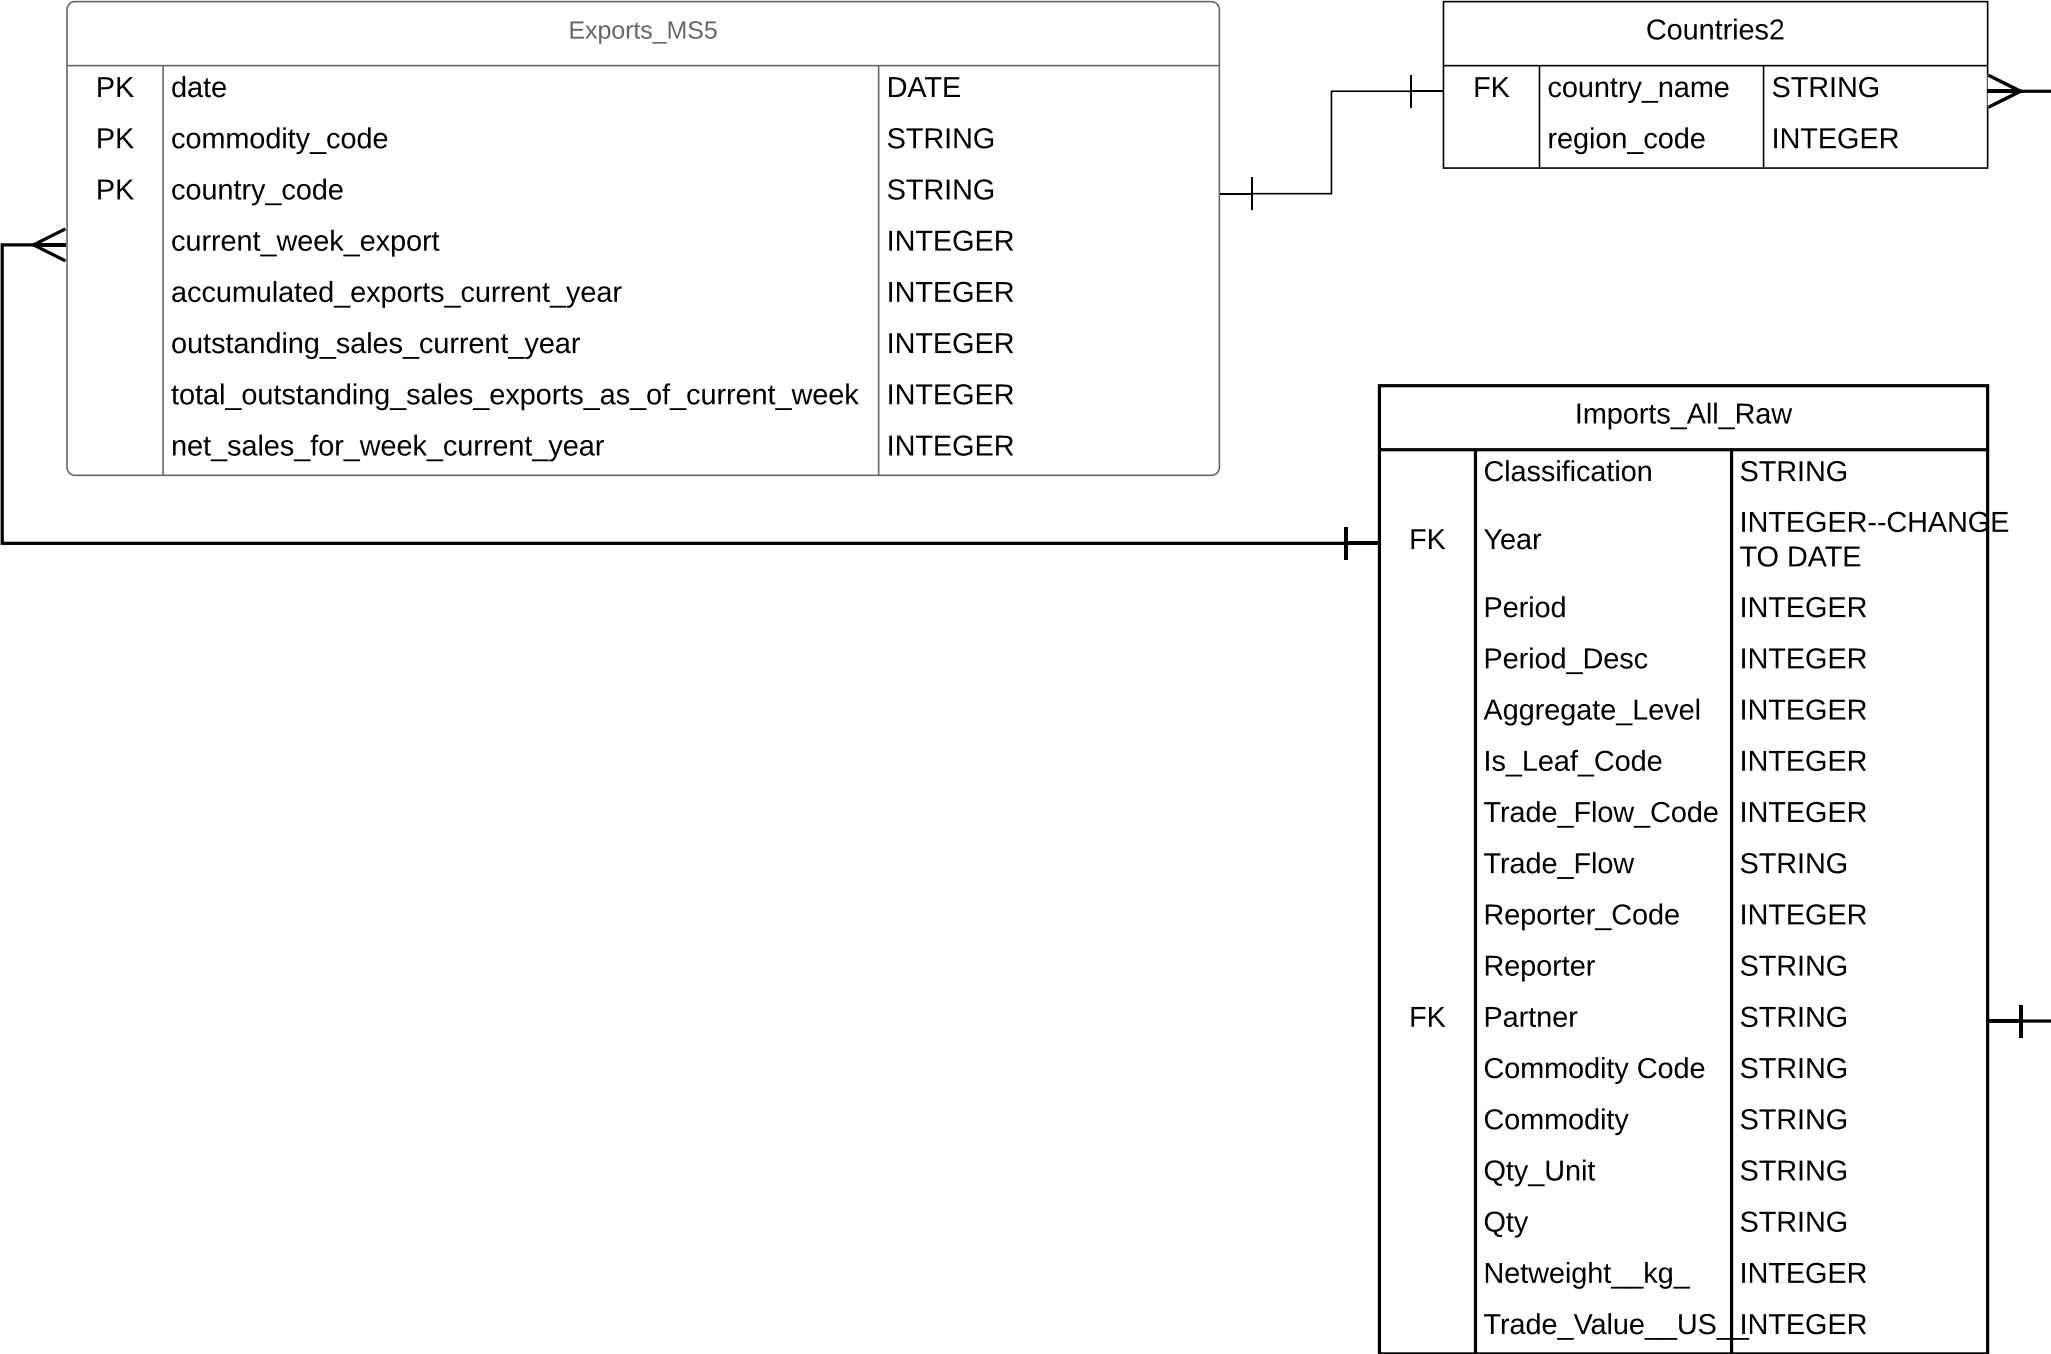 Exports_MS5
PK date DATE
PK commodity_code STRING
PK country_code STRING
current_week_export INTEGER
accumulated_exports_current_year INTEGER
outstanding_sales_current_year INTEGER
total_outstanding_sales_exports_as_of_current_week INTEGER
net_sales_for_week_current_year INTEGER
Countries2
FK country_name STRING
region_code INTEGER
Imports_All_Raw
Classification STRING
FK Year INTEGER--CHANGE
TO DATE
Period INTEGER
Period_Desc INTEGER
Aggregate_Level INTEGER
Is_Leaf_Code INTEGER
Trade_Flow_Code INTEGER
Trade_Flow STRING
Reporter_Code INTEGER
Reporter STRING
FK Partner STRING
Commodity Code STRING
Commodity STRING
Qty_Unit STRING
Qty STRING
Netweight__kg_ INTEGER
Trade_Value__US__ INTEGER